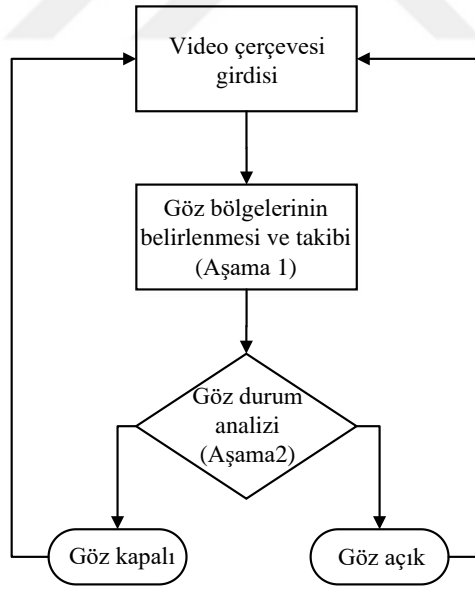 Video çerçevesi
girdisi
Göz bölgelerinin
belirlenmesi ve takibi
(Aşama 1)
Göz durum
analizi
(Aşama2)
Göz kapalı
Göz açık